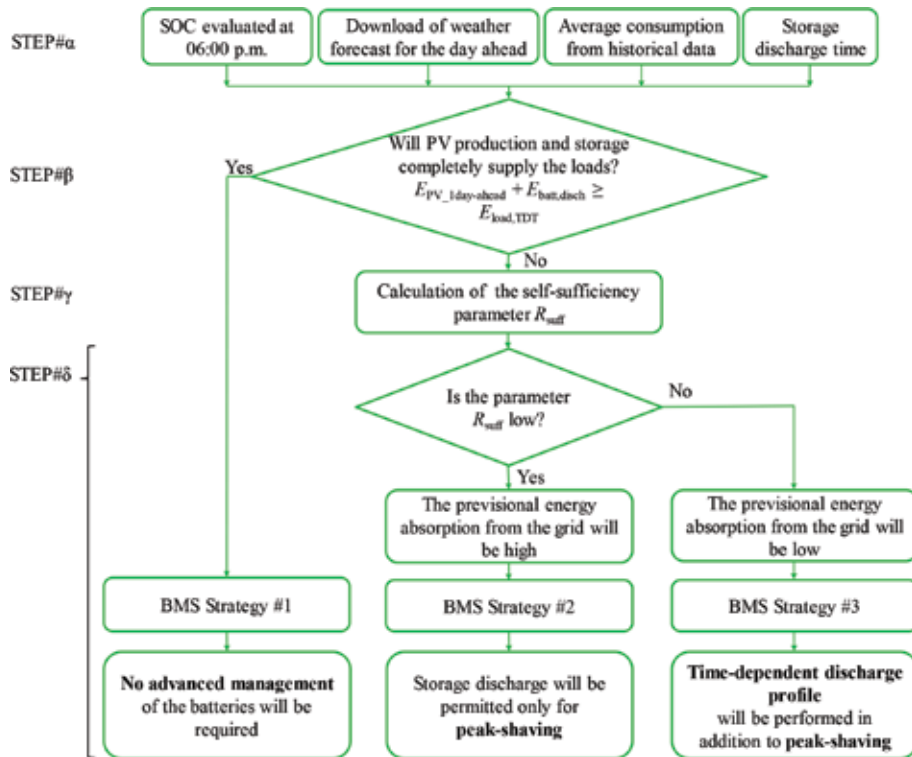 STEP#α
SOC evaluated at
06:00 p.m.
Download of weather
forecast for the day ahead
Average consumption
from historical data
Storage
discharge time
STEP#β
Will PV production and storage
completely supply the loads?
E_PV_1day-ahead + E_batt,disch ≥
E_load,TDT
Yes
No
STEP#γ
Calculation of the self-sufficiency
parameter R_suff
STEP#δ
Is the parameter
R_suff low?
No
Yes
The previsional energy
absorption from the grid will
be high
The previsional energy
absorption from the grid will
be low
BMS Strategy #1
BMS Strategy #2
BMS Strategy #3
No advanced management
of the batteries will be
required
Storage discharge will be
permitted only for
peak-shaving
Time-dependent discharge
profile
will be performed in
addition to peak-shaving